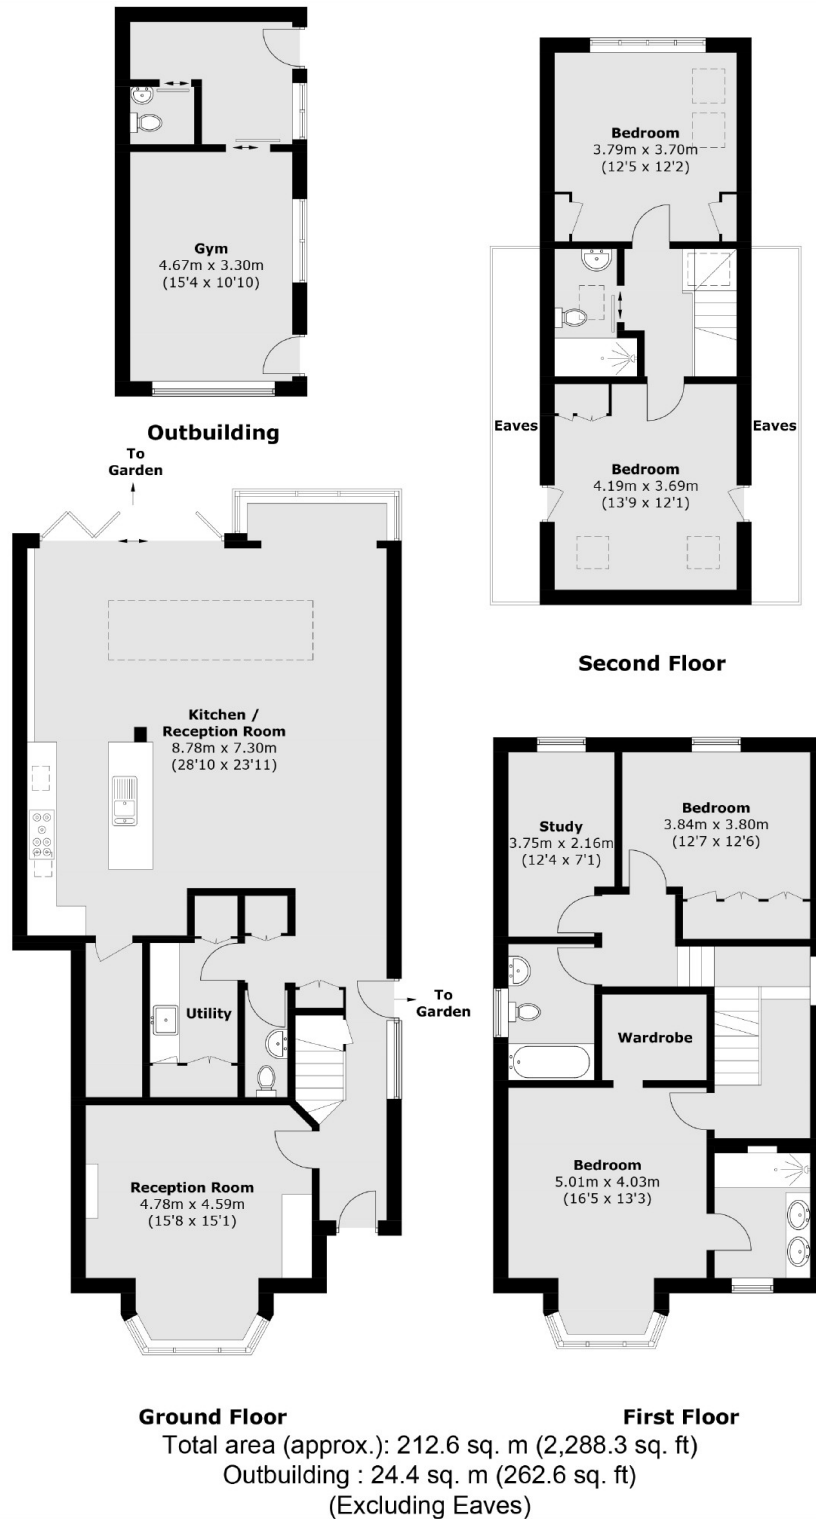 Gym
4.67m x 3.30m
(15'4 x 10'10)
Outbuilding
Bedroom
3.79m x 3.70m
(12'5 x 12'2)
Eaves
Eaves
Bedroom
4.19m x 3.69m
(13'9 x 12'1)
Second Floor
To
Garden
Kitchen /
Reception Room
8.78m x 7.30m
(28'10 x 23'11)
Utility
To
Garden
Reception Room
4.78m x 4.59m
(15'8 x 15'1)
Ground Floor
Study
3.75m x 2.16m
(12'4 x 7'1)
Bedroom
3.84m x 3.80m
(12'7 x 12'6)
Wardrobe
Bedroom
5.01m x 4.03m
(16'5 x 13'3)
First Floor
Total area (approx.): 212.6 sq. m (2,288.3 sq. ft)
Outbuilding : 24.4 sq. m (262.6 sq. ft)
(Excluding Eaves)